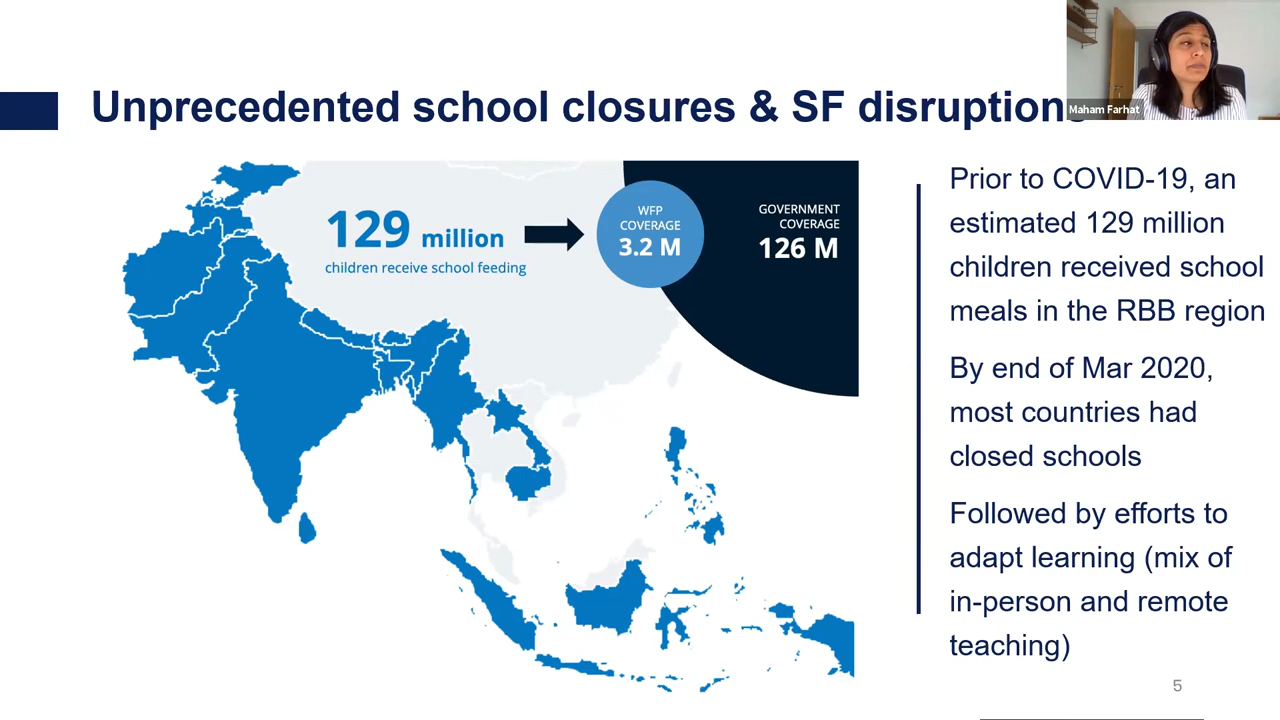 Unprecedented school closures & SF disruptions
Maham Farhat
129 million
children receive school feeding
WFP
COVERAGE
3.2 M
GOVERNMENT
COVERAGE
126 M
Prior to COVID-19, an
estimated 129 million
children received school
meals in the RBB region
By end of Mar 2020,
most countries had
closed schools
Followed by efforts to
adapt learning (mix of
in-person and remote
teaching)
5